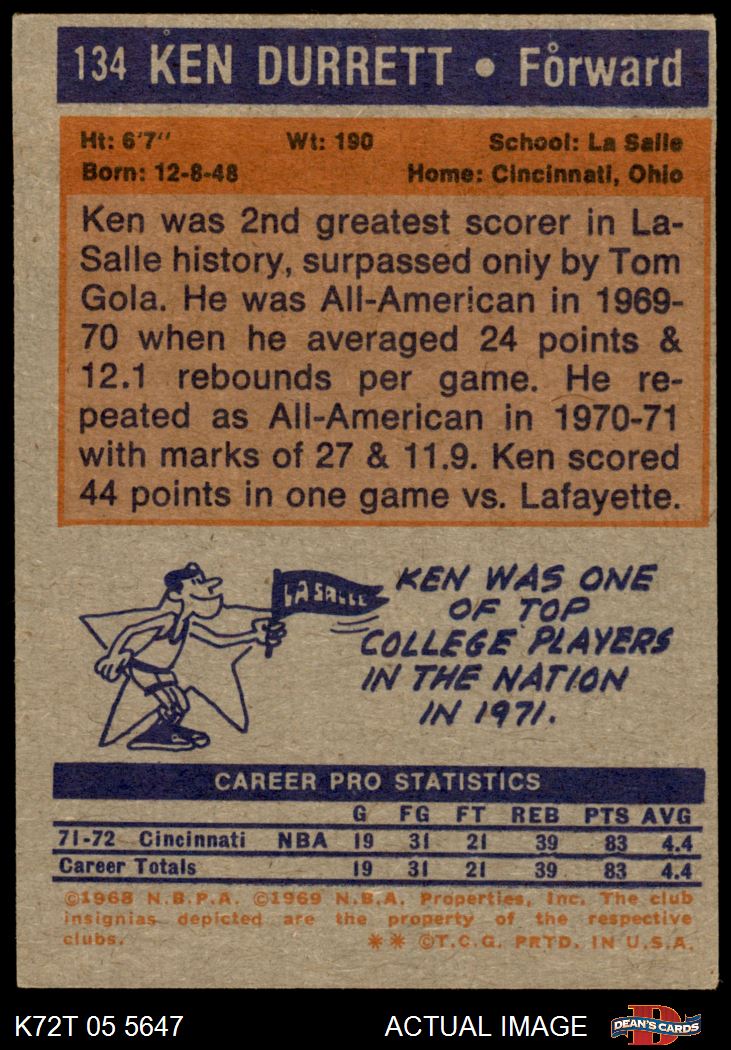 134 KEN DURRETT • Forward
Ht: 6'7" Wt: 190 School: La Salle
Born: 12-8-48 Home: Cincinnati, Ohio
Ken was 2nd greatest scorer in La-
Salle history, surpassed only by Tom
Gola. He was All-American in 1969-
70 when he averaged 24 points &
12.1 rebounds per game. He re-
peated as All-American in 1970-71
with marks of 27 & 11.9. Ken scored
44 points in one game vs. Lafayette.
LA SALLE
KEN WAS ONE
OF TOP
COLLEGE PLAYERS
IN THE NATION
IN 1971.
CAREER PRO STATISTICS
G FG FT REB PTS AVG
71-72 Cincinnati NBA 19 31 21 39 83 4.4
Career Totals 19 31 21 39 83 4.4
©1968 N.B.P.A. ©1969 N.B.A. Properties, Inc. The club
insignias depicted are the property of the respective
clubs. ** ©T.C.G. PRTD. IN U.S.A.
K72T 05 5647 ACTUAL IMAGE D DEAN'S CARDS